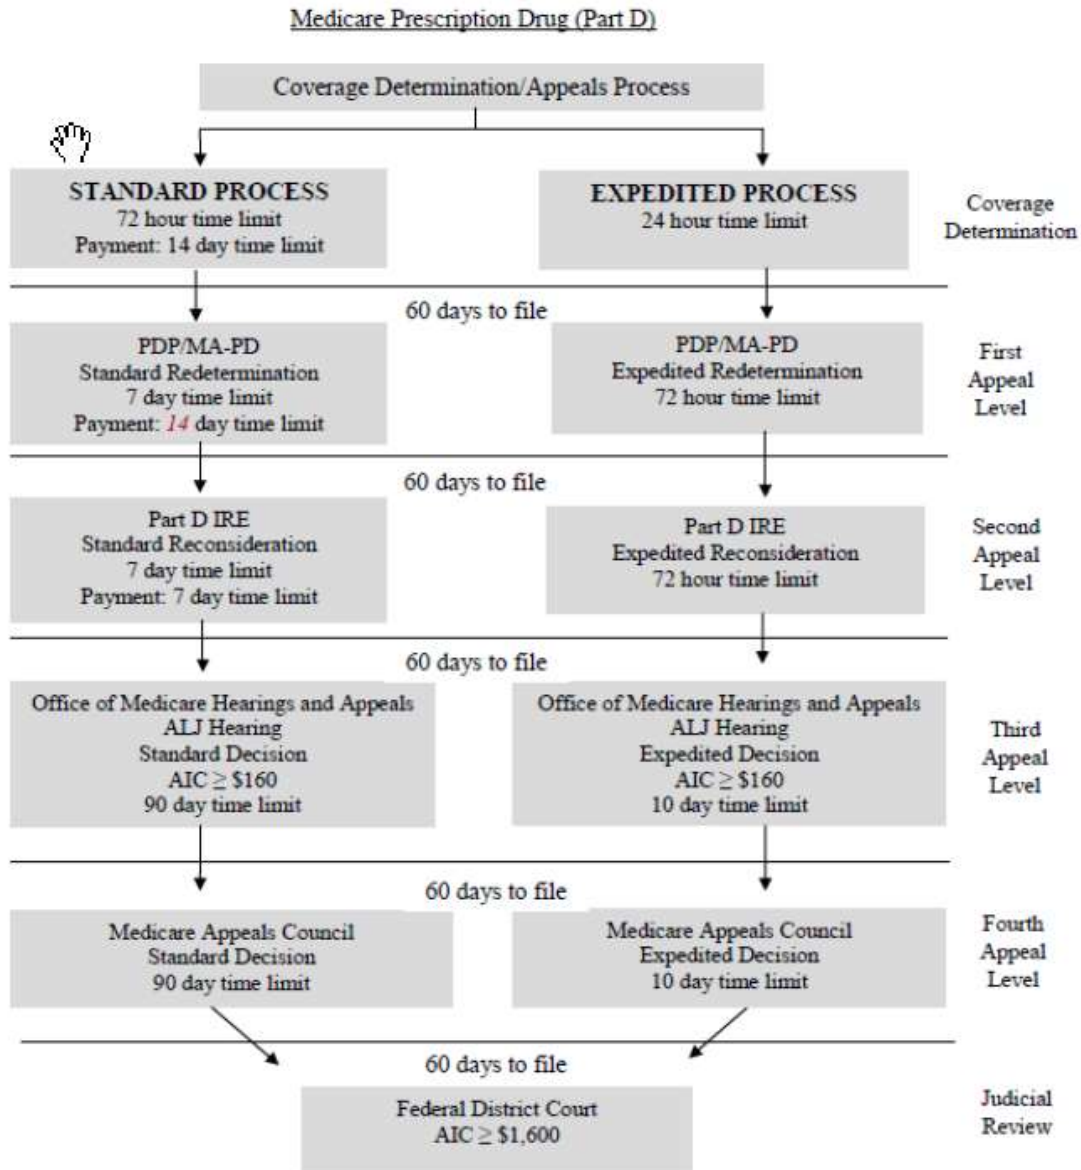 Medicare Prescription Drug (Part D)
Coverage Determination/Appeals Process
STANDARD PROCESS
72 hour time limit
Payment: 14 day time limit
EXPEDITED PROCESS
24 hour time limit
Coverage
Determination
60 days to file
PDP/MA-PD
Standard Redetermination
7 day time limit
Payment: 14 day time limit
PDP/MA-PD
Expedited Redetermination
72 hour time limit
First
Appeal
Level
60 days to file
Part D IRE
Standard Reconsideration
7 day time limit
Payment: 7 day time limit
Part D IRE
Expedited Reconsideration
72 hour time limit
Second
Appeal
Level
60 days to file
Office of Medicare Hearings and Appeals
ALJ Hearing
Standard Decision
AIC ≥ $160
90 day time limit
Office of Medicare Hearings and Appeals
ALJ Hearing
Expedited Decision
AIC ≥ $160
10 day time limit
Third
Appeal
Level
60 days to file
Medicare Appeals Council
Standard Decision
90 day time limit
Medicare Appeals Council
Expedited Decision
10 day time limit
Fourth
Appeal
Level
60 days to file
Federal District Court
AIC ≥ $1,600
Judicial
Review